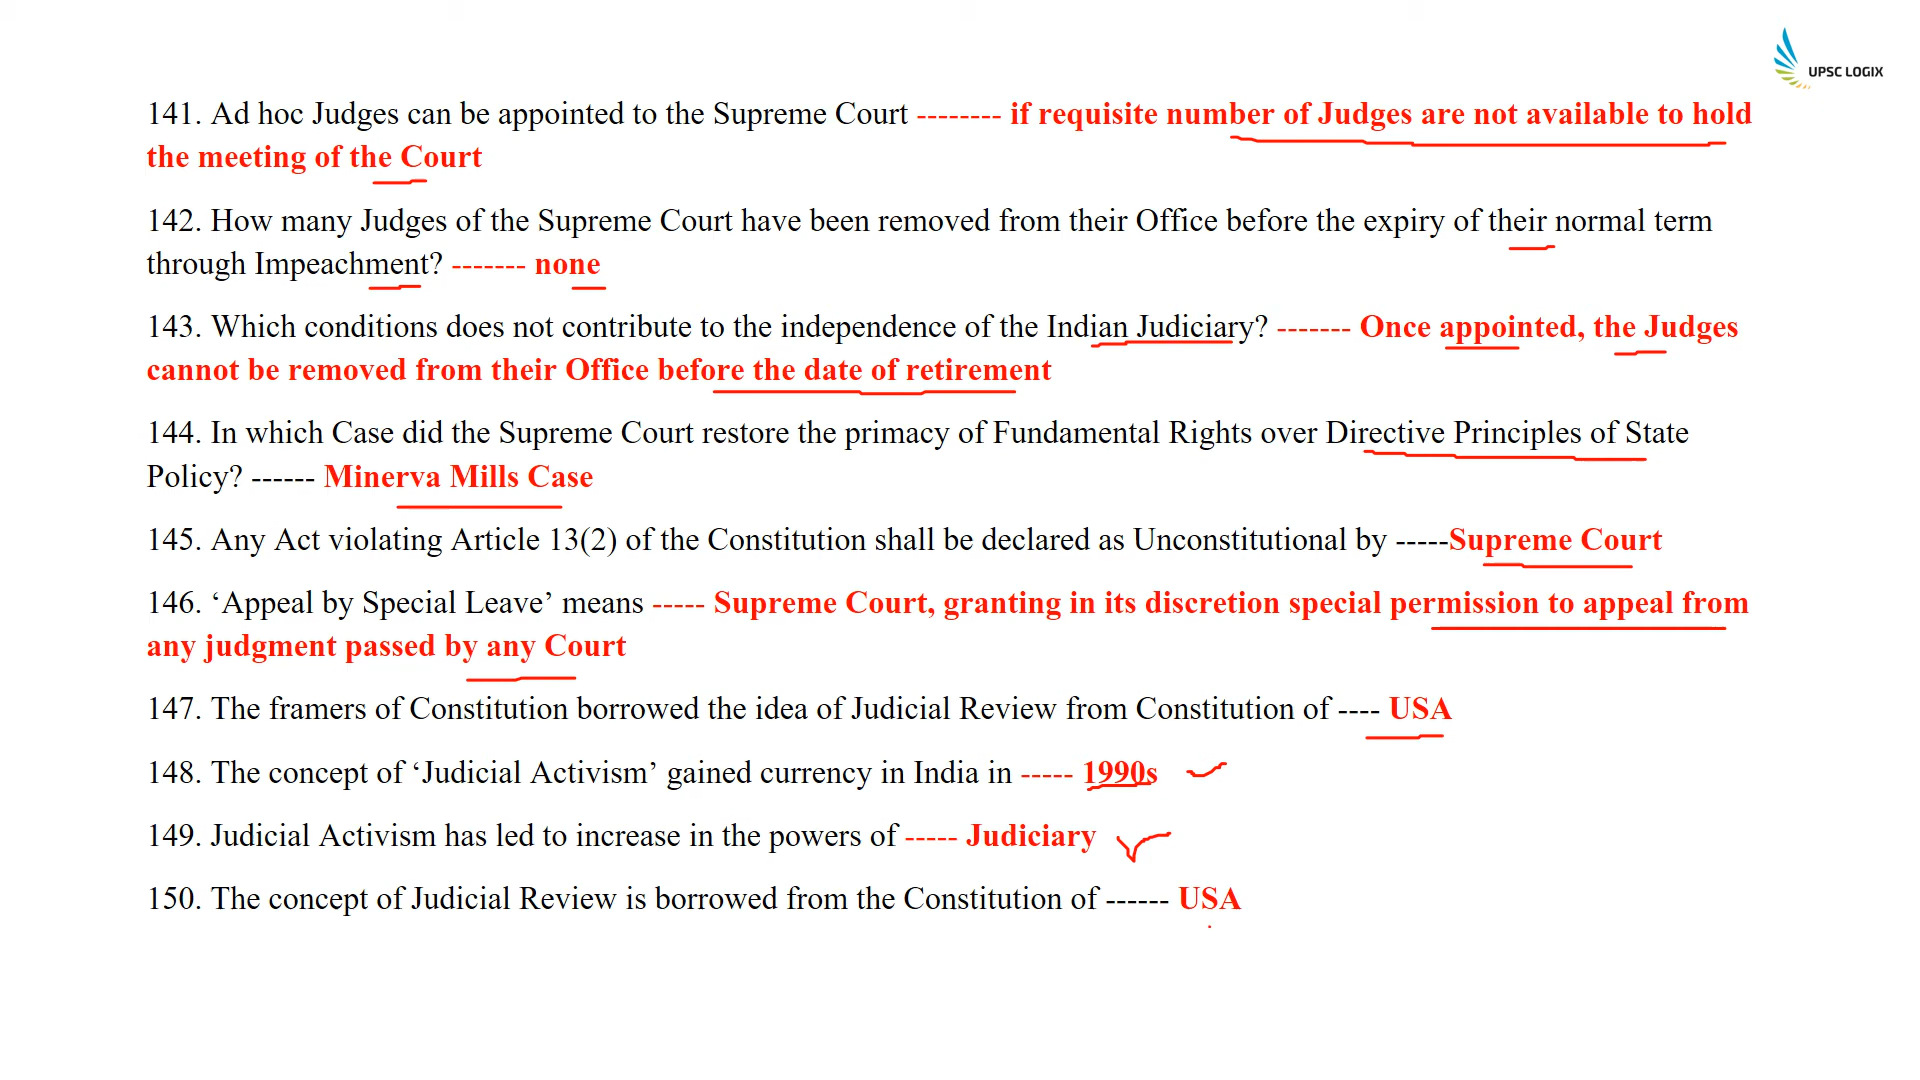 UPSC LOGIX
141. Ad hoc Judges can be appointed to the Supreme Court -------- if requisite number of Judges are not available to hold
the meeting of the Court
142. How many Judges of the Supreme Court have been removed from their Office before the expiry of their normal term
through Impeachment? ------- none
143. Which conditions does not contribute to the independence of the Indian Judiciary? ------- Once appointed, the Judges
cannot be removed from their Office before the date of retirement
144. In which Case did the Supreme Court restore the primacy of Fundamental Rights over Directive Principles of State
Policy? ------ Minerva Mills Case
145. Any Act violating Article 13(2) of the Constitution shall be declared as Unconstitutional by -----Supreme Court
146. ‘Appeal by Special Leave’ means ----- Supreme Court, granting in its discretion special permission to appeal from
any judgment passed by any Court
147. The framers of Constitution borrowed the idea of Judicial Review from Constitution of ---- USA
148. The concept of ‘Judicial Activism’ gained currency in India in ----- 1990s
149. Judicial Activism has led to increase in the powers of ----- Judiciary
150. The concept of Judicial Review is borrowed from the Constitution of ------ USA